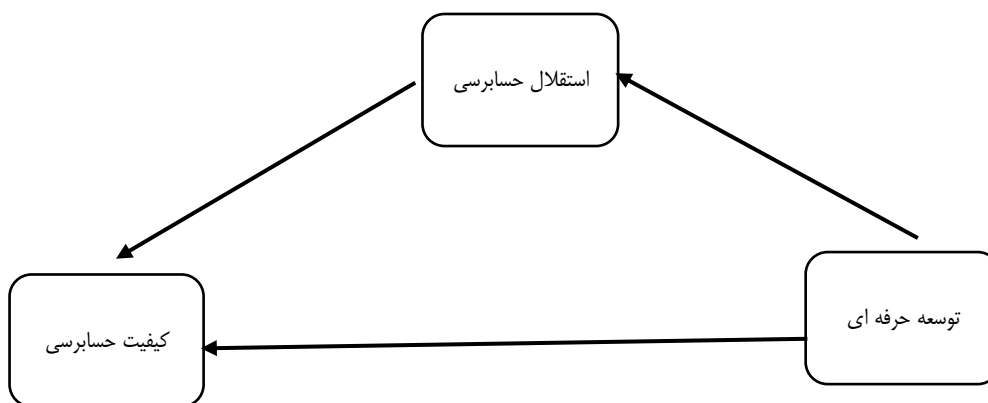 استقلال حسابرسی
توسعه حرفه ای
کیفیت حسابرسی